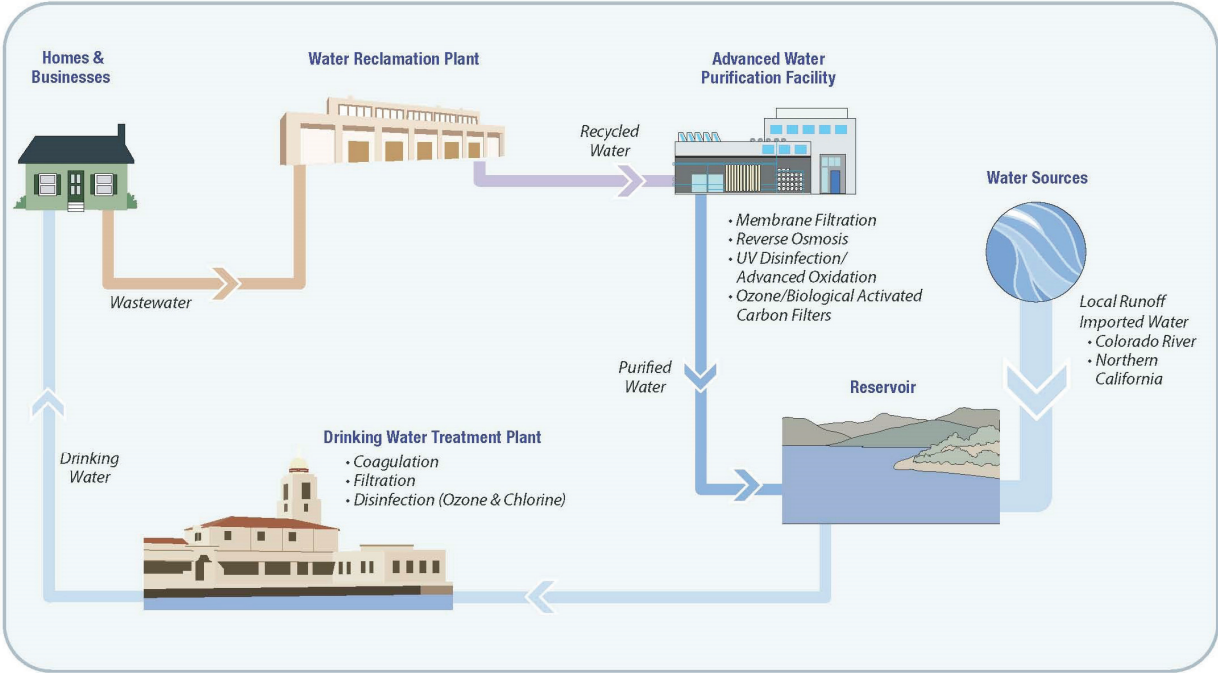 Homes &
Businesses
Water Reclamation Plant
Advanced Water
Purification Facility
Recycled
Water
Water Sources
• Membrane Filtration
• Reverse Osmosis
• UV Disinfection/
Advanced Oxidation
• Ozone/Biological Activated
Carbon Filters
Wastewater
Local Runoff
Imported Water
• Colorado River
• Northern
California
Purified
Water
Reservoir
Drinking Water Treatment Plant
• Coagulation
• Filtration
• Disinfection (Ozone & Chlorine)
Drinking
Water